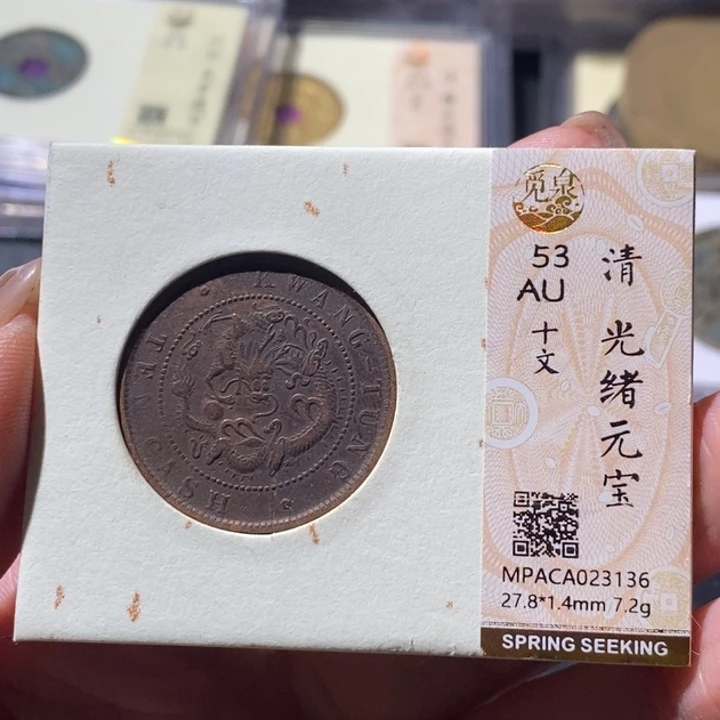 KWANG-TUNG
TEN CASH
觅泉
53
AU
十文
清 光绪元宝
MPACA023136
27.8*1.4mm 7.2g
SPRING SEEKING